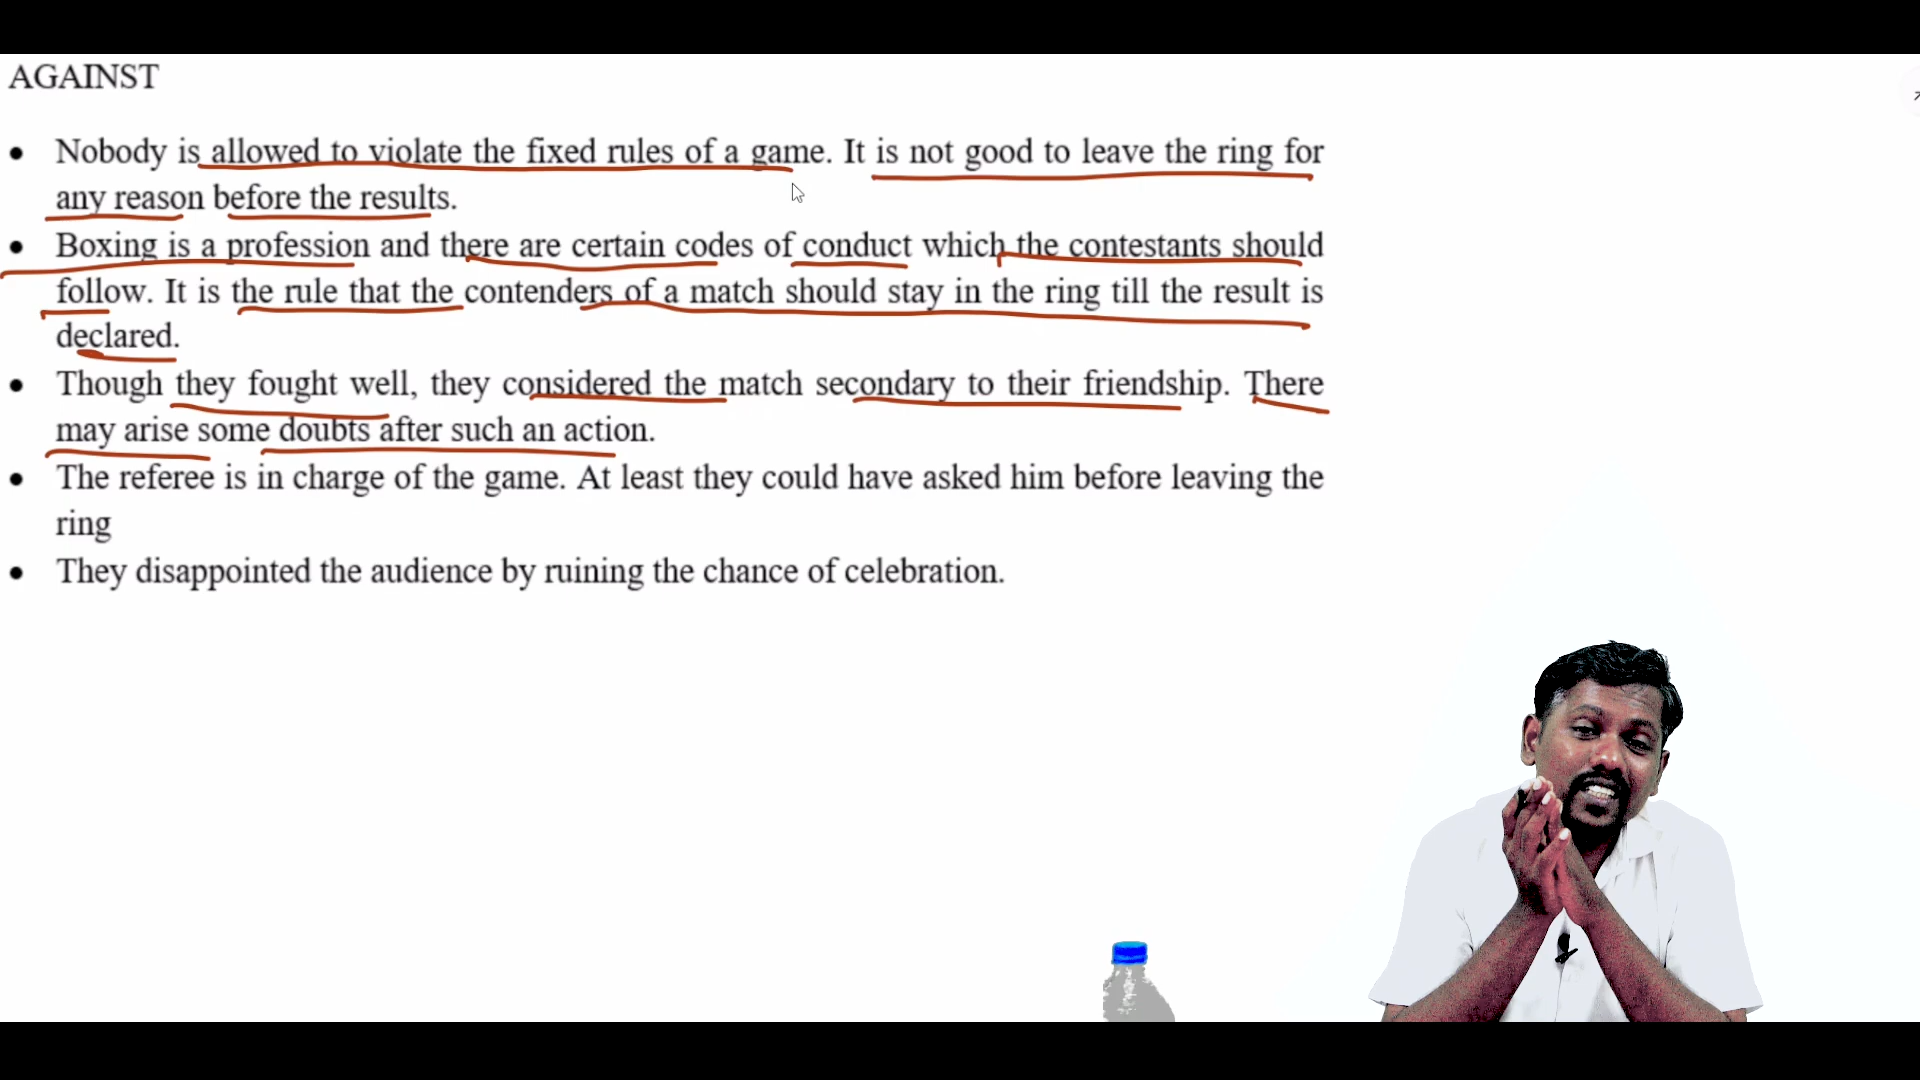 AGAINST
• Nobody is allowed to violate the fixed rules of a game. It is not good to leave the ring for
any reason before the results.
• Boxing is a profession and there are certain codes of conduct which the contestants should
follow. It is the rule that the contenders of a match should stay in the ring till the result is
declared.
• Though they fought well, they considered the match secondary to their friendship. There
may arise some doubts after such an action.
• The referee is in charge of the game. At least they could have asked him before leaving the
ring
• They disappointed the audience by ruining the chance of celebration.